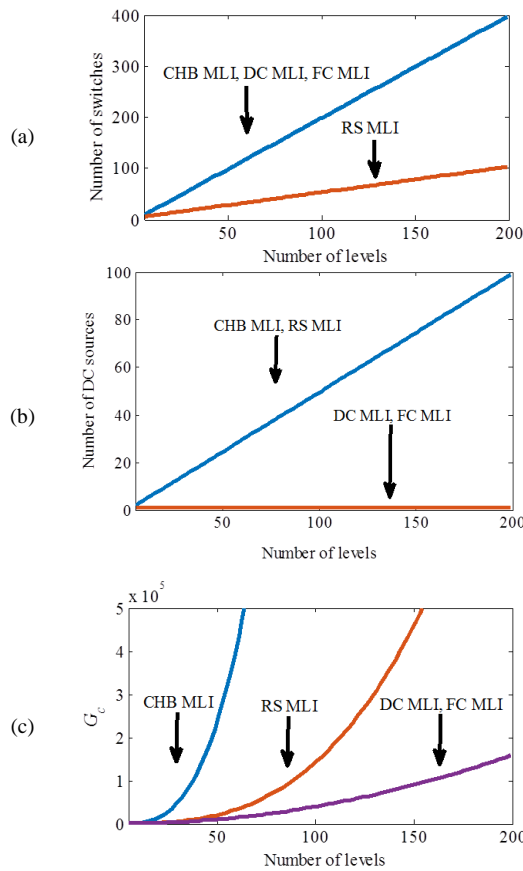 (a)
Number of switches
400
300
200
100
0
CHB MLI, DC MLI, FC MLI
RS MLI
50
100
150
200
Number of levels
(b)
Number of DC sources
100
80
60
40
20
0
CHB MLI, RS MLI
DC MLI, FC MLI
50
100
150
200
Number of levels
(c)
G_c
x 10^5
5
4
3
2
1
0
CHB MLI
RS MLI
DC MLI, FC MLI
50
100
150
200
Number of levels